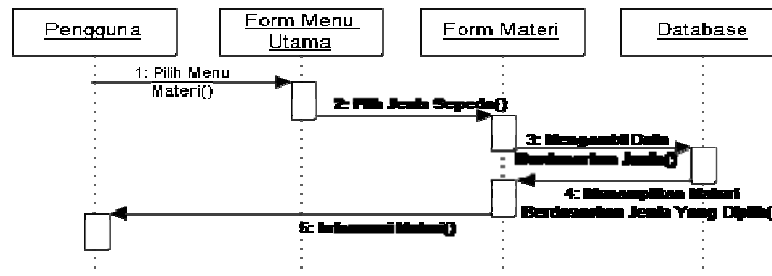 Pengguna
Form Menu
Utama
Form Materi
Database
1: Pilih Menu
Materi()
2: Pilih Jenis Sepeda()
3: Mengambil Data
Berdasarkan Jenis()
4: Menampilkan Materi
Berdasarkan Jenis Yang Dipilih(
5: Informasi Materi()